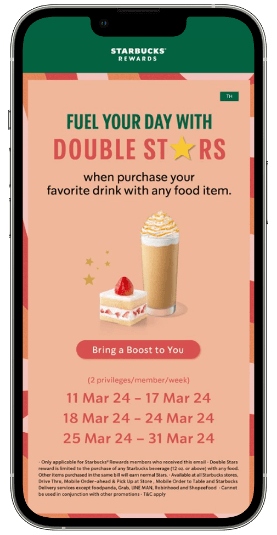 STARBUCKS®
REWARDS
TH
FUEL YOUR DAY WITH
DOUBLE ST★RS
when purchase your
favorite drink with any food item.
Bring a Boost to You
(2 privileges/member/week)
11 Mar 24 - 17 Mar 24
18 Mar 24 - 24 Mar 24
25 Mar 24 - 31 Mar 24
· Only applicable for Starbucks® Rewards members who received this email · Double Stars
reward is limited to the purchase of any Starbucks beverage (12 oz. or above) with any food.
Other items purchased in the same bill will earn normal Stars. · Available at all Starbucks stores,
Drive Thru, Mobile Order-ahead & Pick Up at Store · Mobile Order to Table and Starbucks
Delivery services except foodpanda, Grab, LINE MAN, Robinhood and Shopeefood · Cannot
be used in conjunction with other promotions · T&C apply